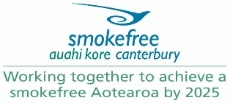 smokefree
auahi kore canterbury
Working together to achieve a
smokefree Aotearoa by 2025